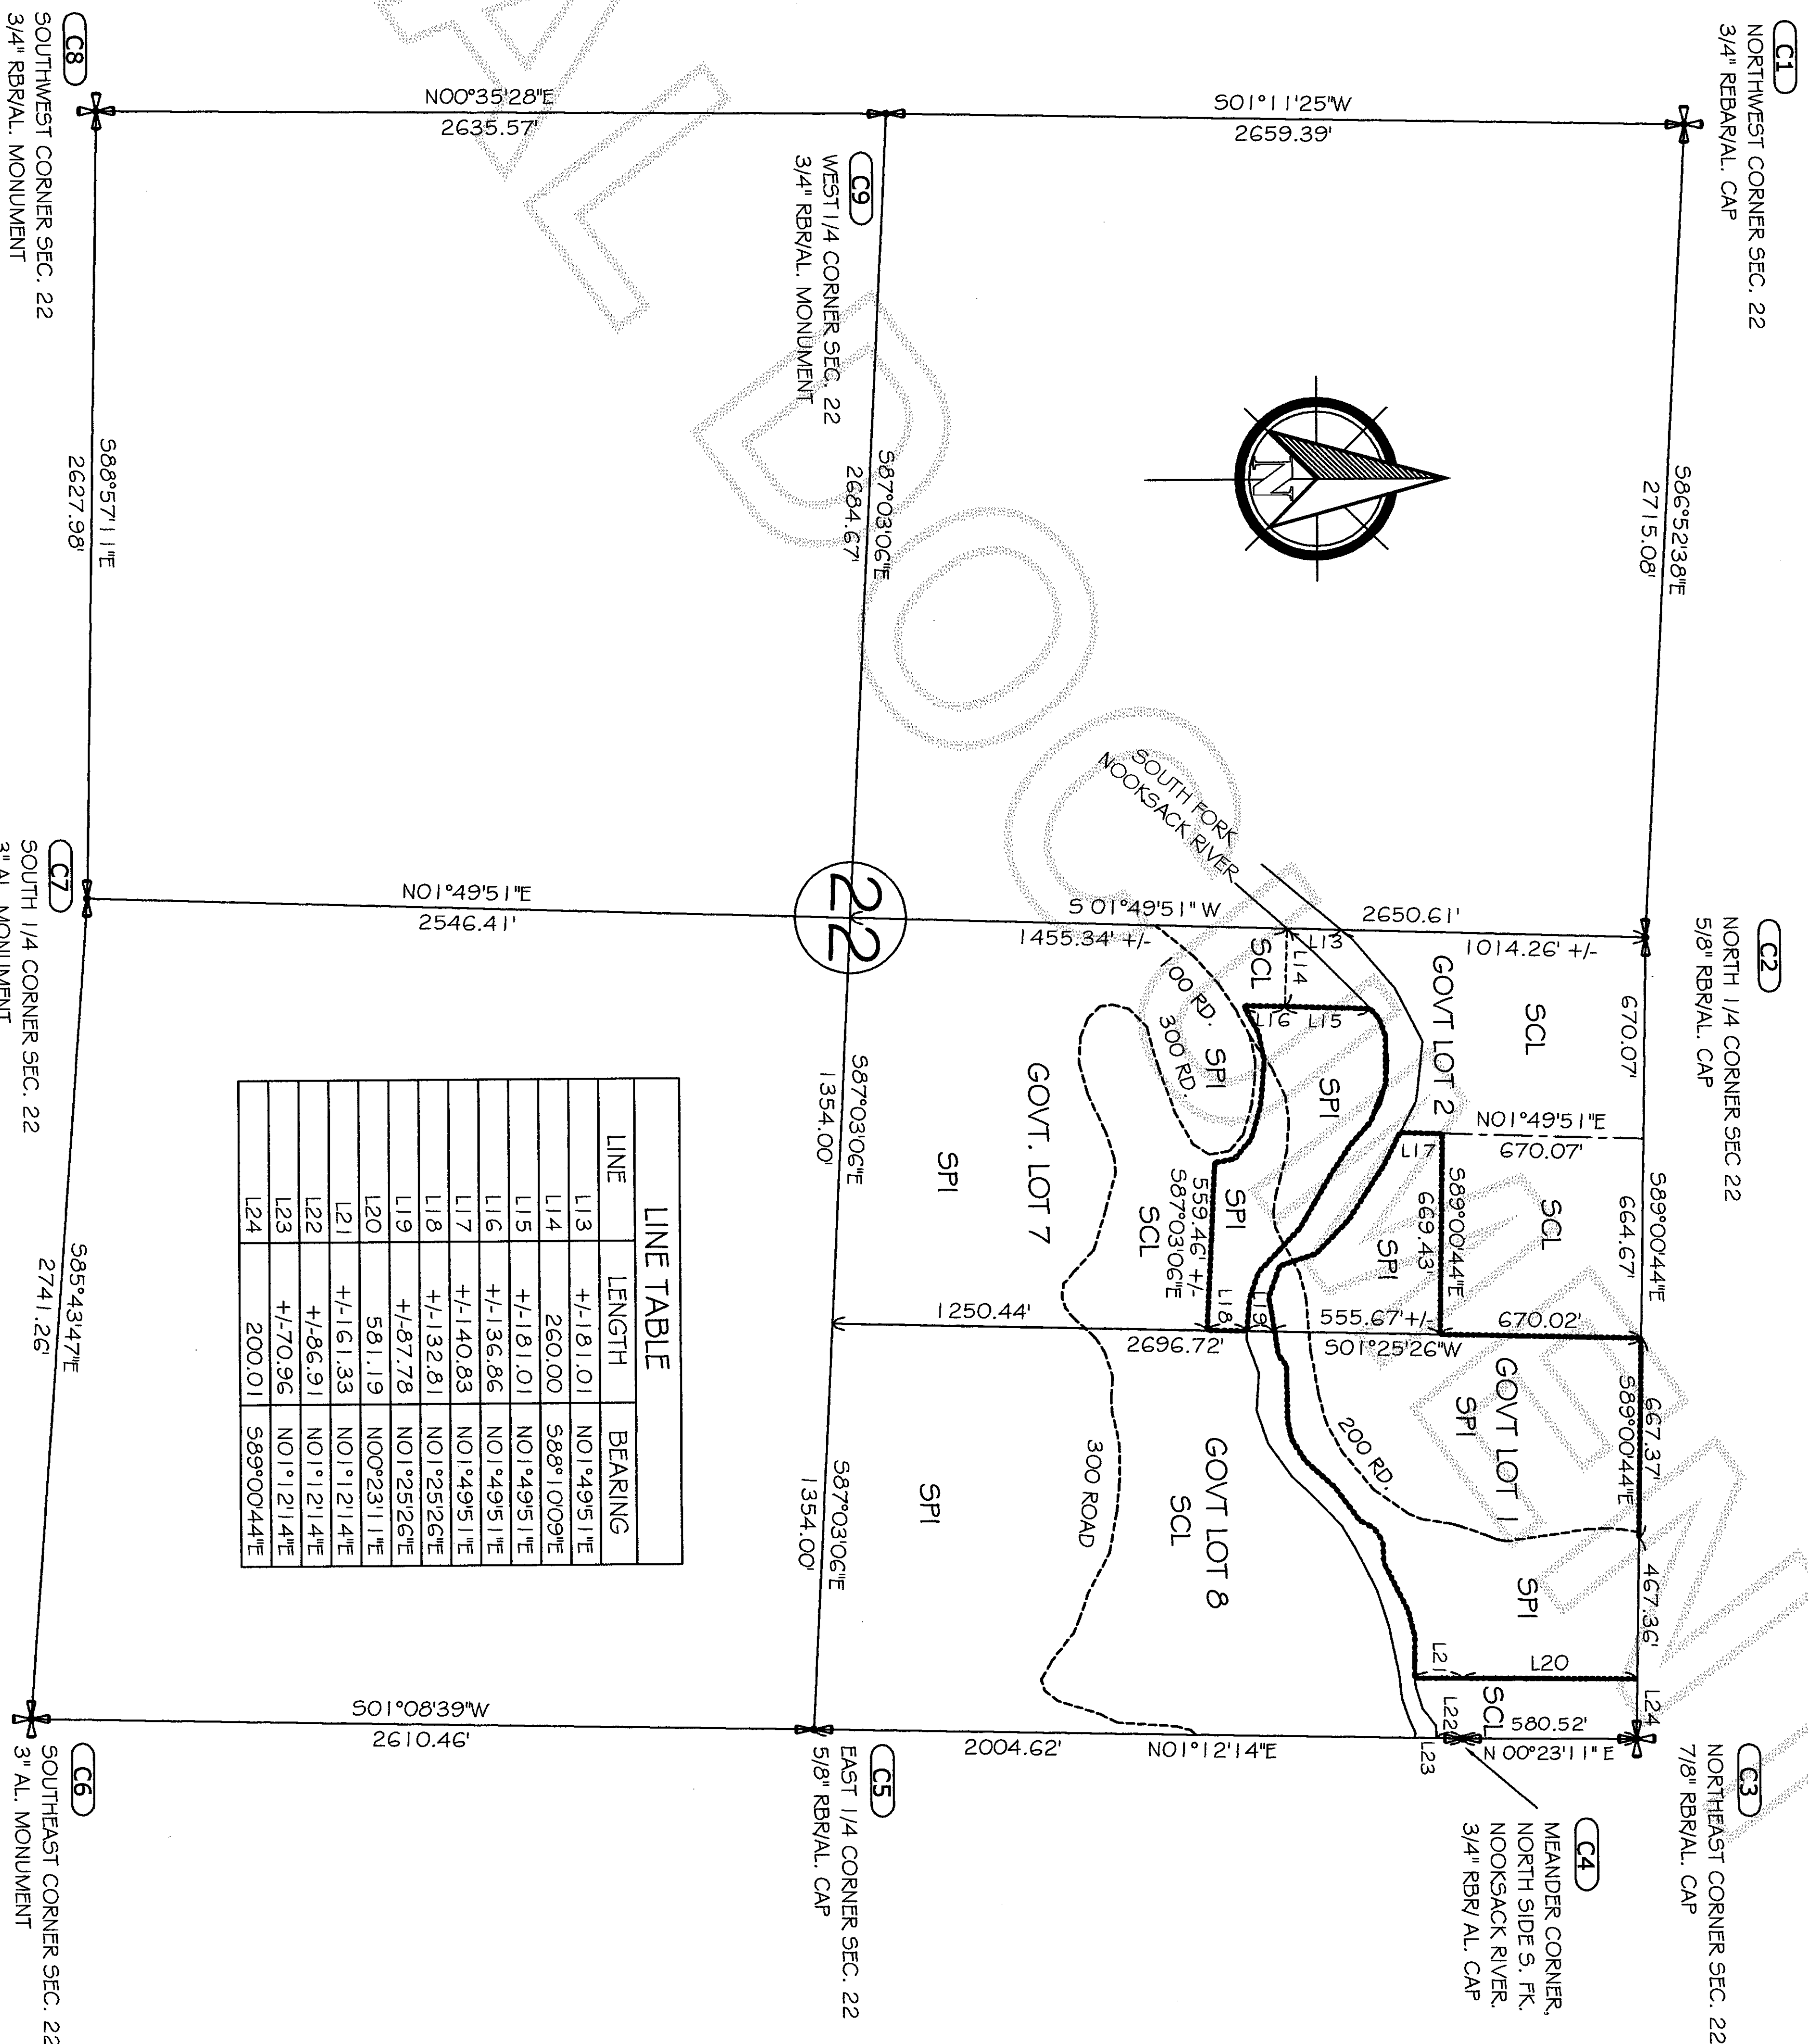 C1
NORTHWEST CORNER SEC. 22
3/4" REBAR/AL. CAP
S86°52'38"E
2715.08'
C2
NORTH 1/4 CORNER SEC 22
5/8" RBR/AL. CAP
670.07'
S89°00'44"E
664.67'
667.37'
S89°00'44"E
467.36'
L24
C3
NORTHEAST CORNER SEC. 22
7/8" RBR/AL. CAP
C4
MEANDER CORNER,
NORTH SIDE S. FK.
NOOKSACK RIVER.
3/4" RBR/ AL. CAP
S01°11'25"W
2659.39'
N
SOUTH FORK
NOOKSACK RIVER
S 01°49'51" W
2650.61'
1455.34' +/-
1014.26' +/-
L13
L14
SCL
L16
L15
SCL
GOVT LOT 2
N01°49'51"E
670.07'
L17
S89°00'44"E
669.43'
SCL
SPI
SPI
SPI
100 RD.
300 RD.
SPI
SCL
559.46' +/-
S87°03'06"E
L18
L19
555.67'+/-
670.02'
S01°25'26"W
1250.44'
2696.72'
GOVT LOT 1
SPI
200 RD.
SPI
L20
L21
L22
SCL
580.52'
N 00°23'11" E
L23
GOVT. LOT 7
SPI
GOVT LOT 8
SCL
300 ROAD
SPI
2004.62'
N01°12'14"E
C9
WEST 1/4 CORNER SEC. 22
3/4" RBR/AL. MONUMENT
S87°03'06"E
2684.67'
22
S87°03'06"E
1354.00'
S87°03'06"E
1354.00'
C5
EAST 1/4 CORNER SEC. 22
5/8" RBR/AL. CAP
N00°35'28"E
2635.57'
N01°49'51"E
2546.41'
S01°08'39"W
2610.46'
LINE TABLE
LINE LENGTH BEARING
L13 +/-181.01 N01°49'51"E
L14 260.00 S88°10'09"E
L15 +/-181.01 N01°49'51"E
L16 +/-136.86 N01°49'51"E
L17 +/-140.83 N01°49'51"E
L18 +/-132.81 N01°25'26"E
L19 +/-87.78 N01°25'26"E
L20 581.19 N00°23'11"E
L21 +/-161.33 N01°12'14"E
L22 +/-86.91 N01°12'14"E
L23 +/-70.96 N01°12'14"E
L24 200.01 S89°00'44"E
C8
SOUTHWEST CORNER SEC. 22
3/4" RBR/AL. MONUMENT
S88°57'11"E
2627.98'
C7
SOUTH 1/4 CORNER SEC. 22
3" AL. MONUMENT
S85°43'47"E
2741.26'
C6
SOUTHEAST CORNER SEC. 22
3" AL. MONUMENT
AL DOCUMEN